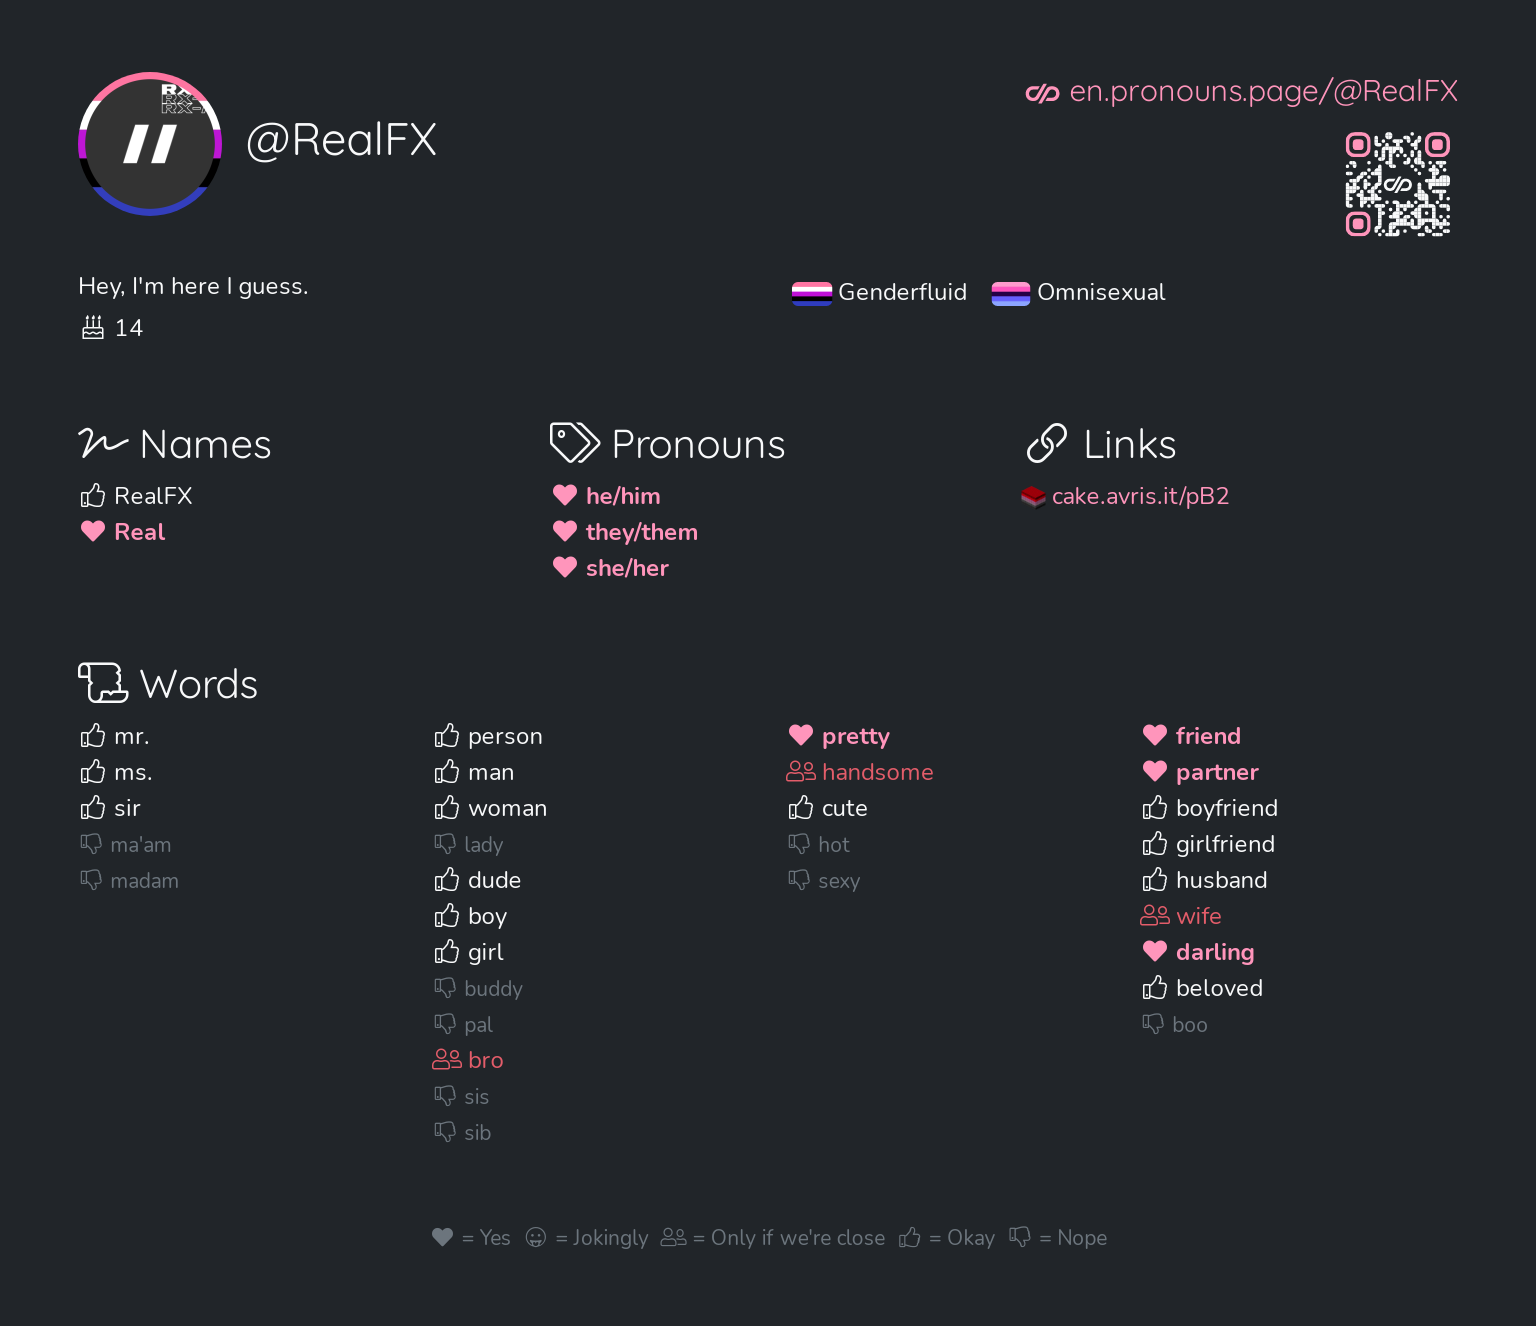 @RealFX
en.pronouns.page/@RealFX
Hey, I'm here I guess.
14
Genderfluid
Omnisexual
Names
RealFX
Real
Pronouns
he/him
they/them
she/her
Links
cake.avris.it/pB2
Words
mr.
ms.
sir
ma'am
madam
person
man
woman
lady
dude
boy
girl
buddy
pal
bro
sis
sib
pretty
handsome
cute
hot
sexy
friend
partner
boyfriend
girlfriend
husband
wife
darling
beloved
boo
= Yes = Jokingly = Only if we're close = Okay = Nope